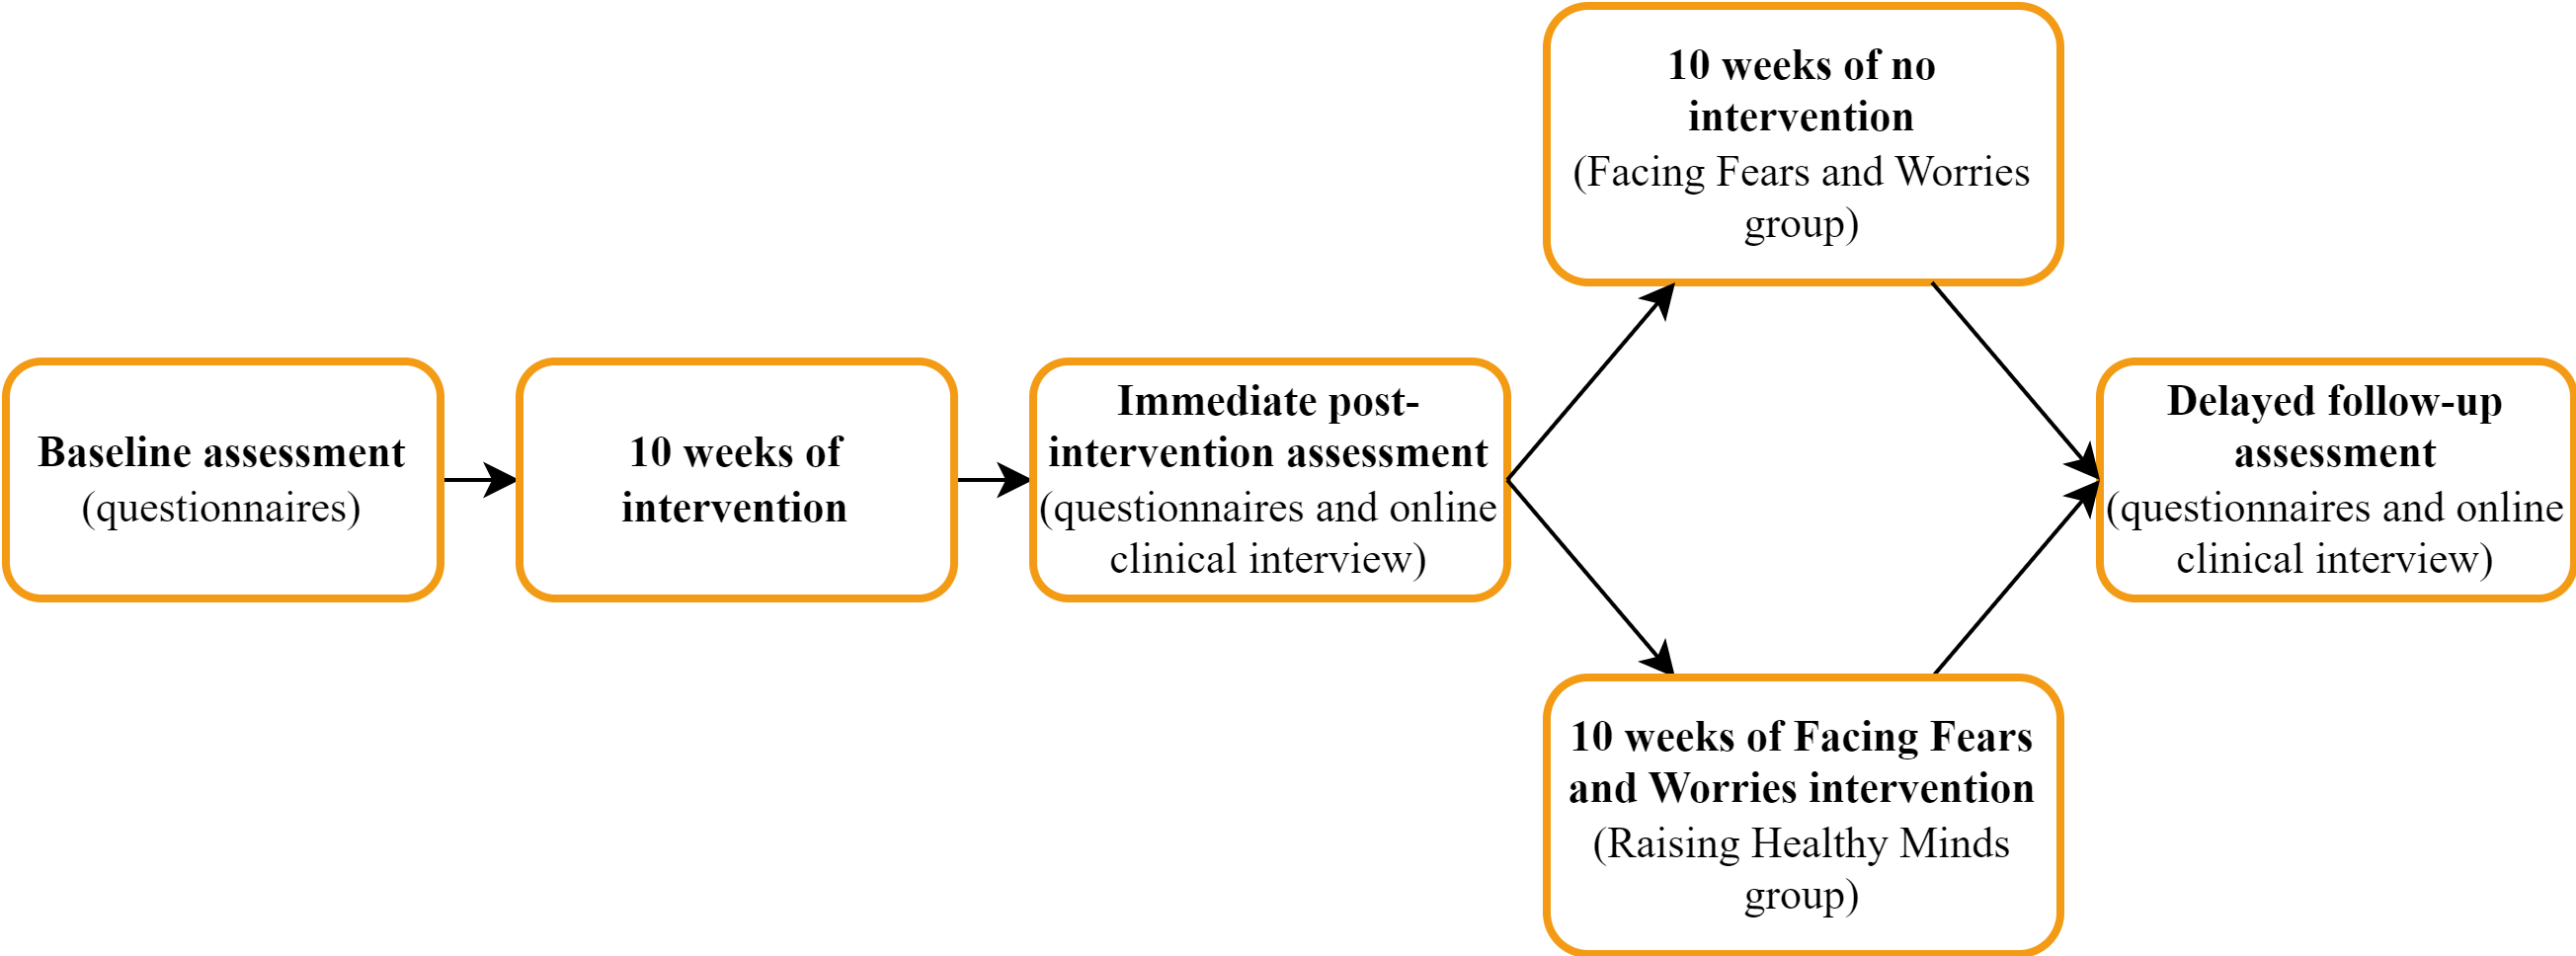 Baseline assessment
(questionnaires)
10 weeks of
intervention
Immediate post-
intervention assessment
(questionnaires and online
clinical interview)
10 weeks of no
intervention
(Facing Fears and Worries
group)
10 weeks of Facing Fears
and Worries intervention
(Raising Healthy Minds
group)
Delayed follow-up
assessment
(questionnaires and online
clinical interview)